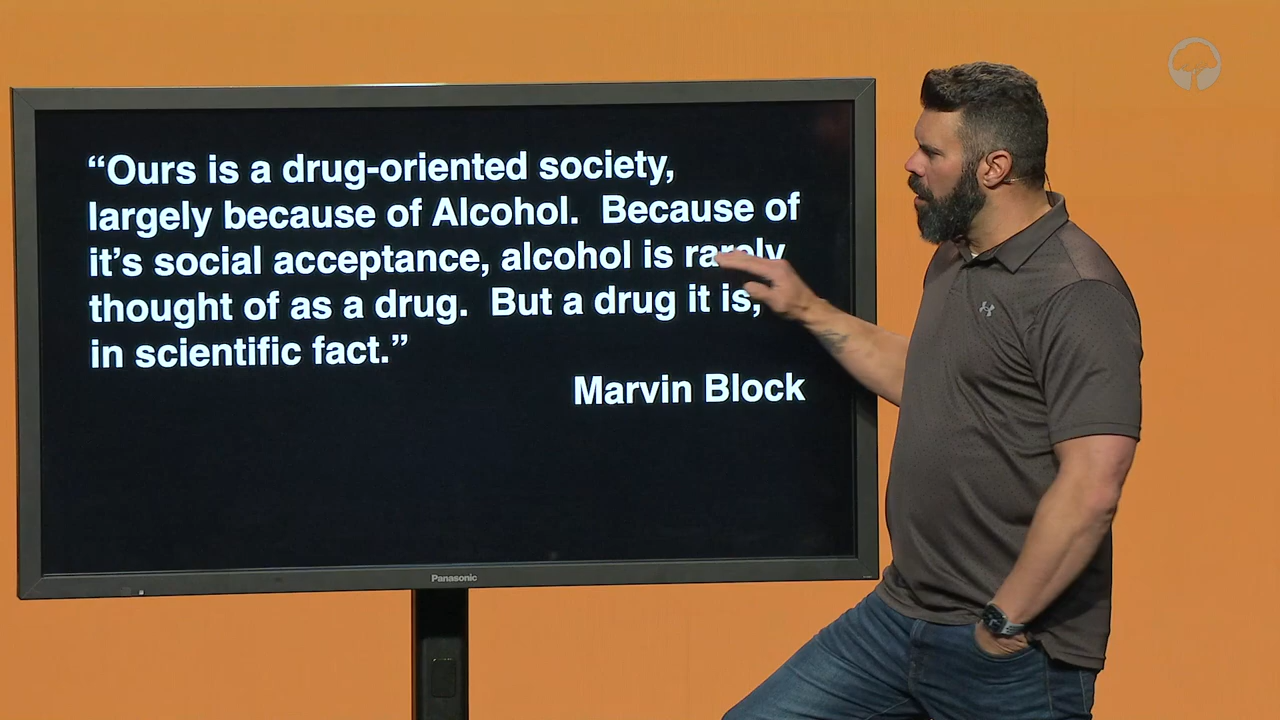 “Ours is a drug-oriented society,
largely because of Alcohol.  Because of
it’s social acceptance, alcohol is rarely
thought of as a drug.  But a drug it is,
in scientific fact.”
Marvin Block
Panasonic